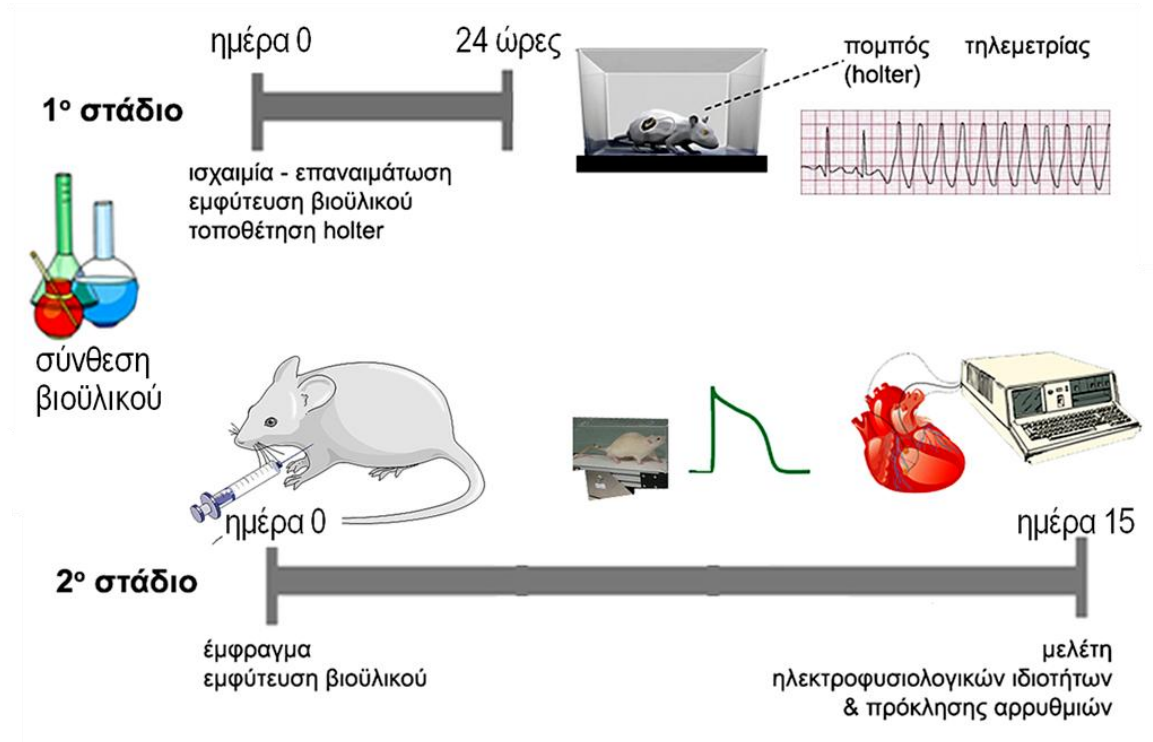 ημέρα 0
24 ώρες
πομπός τηλεμετρίας
(holter)
1ο στάδιο
ισχαιμία - επαναιμάτωση
εμφύτευση βιοϋλικού
τοποθέτηση holter
σύνθεση
βιοϋλικού
ημέρα 0
ημέρα 15
2ο στάδιο
έμφραγμα
εμφύτευση βιοϋλικού
μελέτη
ηλεκτροφυσιολογικών ιδιοτήτων
& πρόκλησης αρρυθμιών